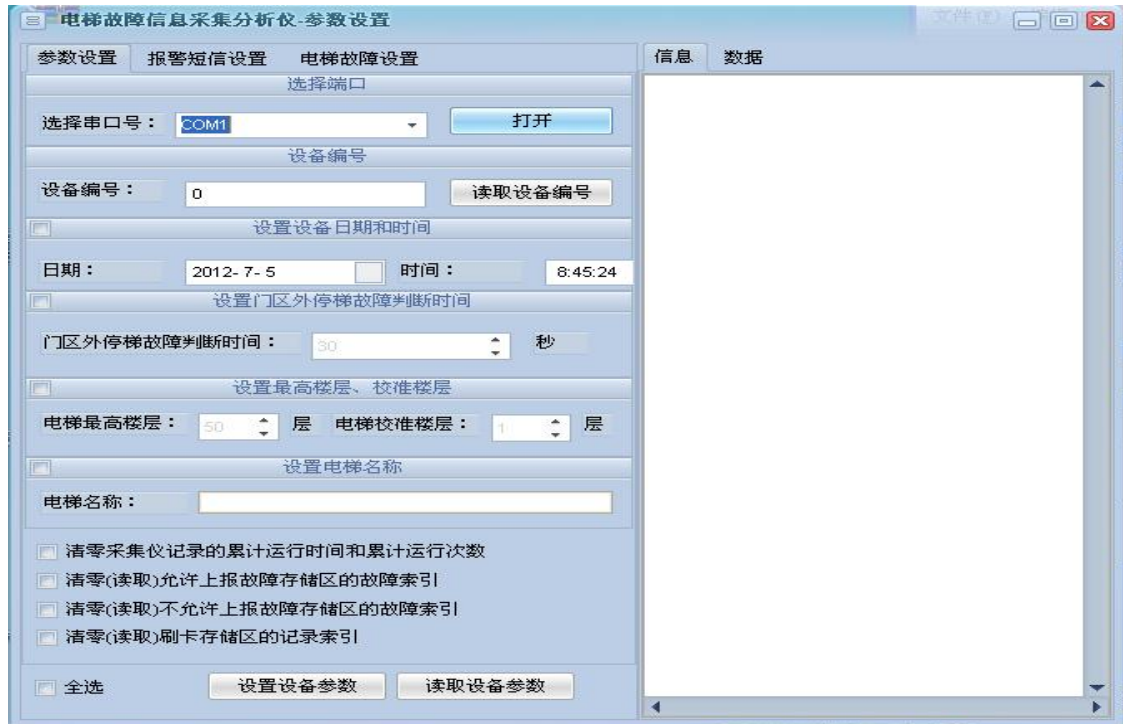 电梯故障信息采集分析仪-参数设置
参数设置 报警短信设置 电梯故障设置 信息 数据
选择端口
选择串口号： COM1 打开
设备编号
设备编号： 0 读取设备编号
设置设备日期和时间
日期： 2012- 7- 5 时间： 8:45:24
设置门区外停梯故障判断时间
门区外停梯故障判断时间： 30 秒
设置最高楼层、校准楼层
电梯最高楼层： 50 层 电梯校准楼层： 1 层
设置电梯名称
电梯名称：
清零采集仪记录的累计运行时间和累计运行次数
清零(读取)允许上报故障存储区的故障索引
清零(读取)不允许上报故障存储区的故障索引
清零(读取)刷卡存储区的记录索引
全选 设置设备参数 读取设备参数